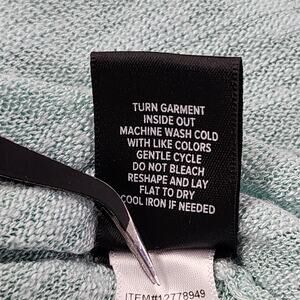 TURN GARMENT
INSIDE OUT
MACHINE WASH COLD
WITH LIKE COLORS
GENTLE CYCLE
DO NOT BLEACH
RESHAPE AND LAY
FLAT TO DRY
COOL IRON IF NEEDED
ITEM#12778949